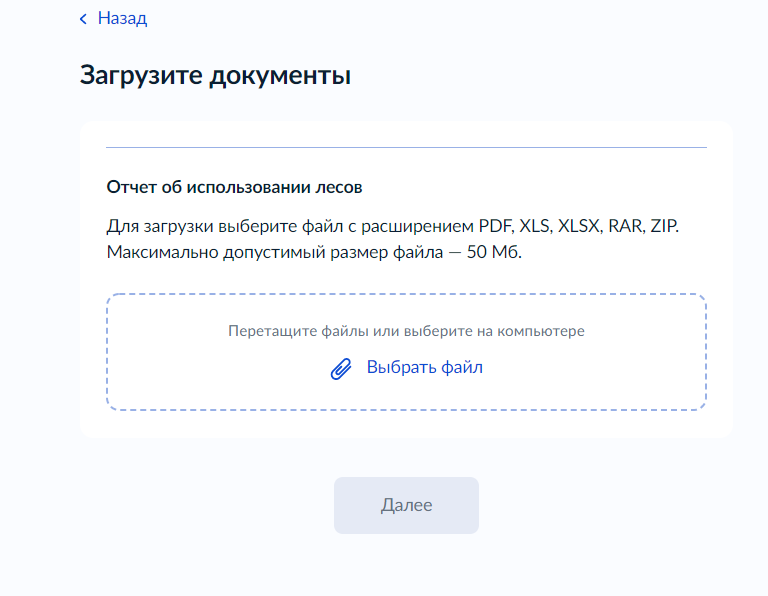 Назад
Загрузите документы
Отчет об использовании лесов
Для загрузки выберите файл с расширением PDF, XLS, XLSX, RAR, ZIP.
Максимально допустимый размер файла — 50 Мб.
Перетащите файлы или выберите на компьютере
Выбрать файл
Далее